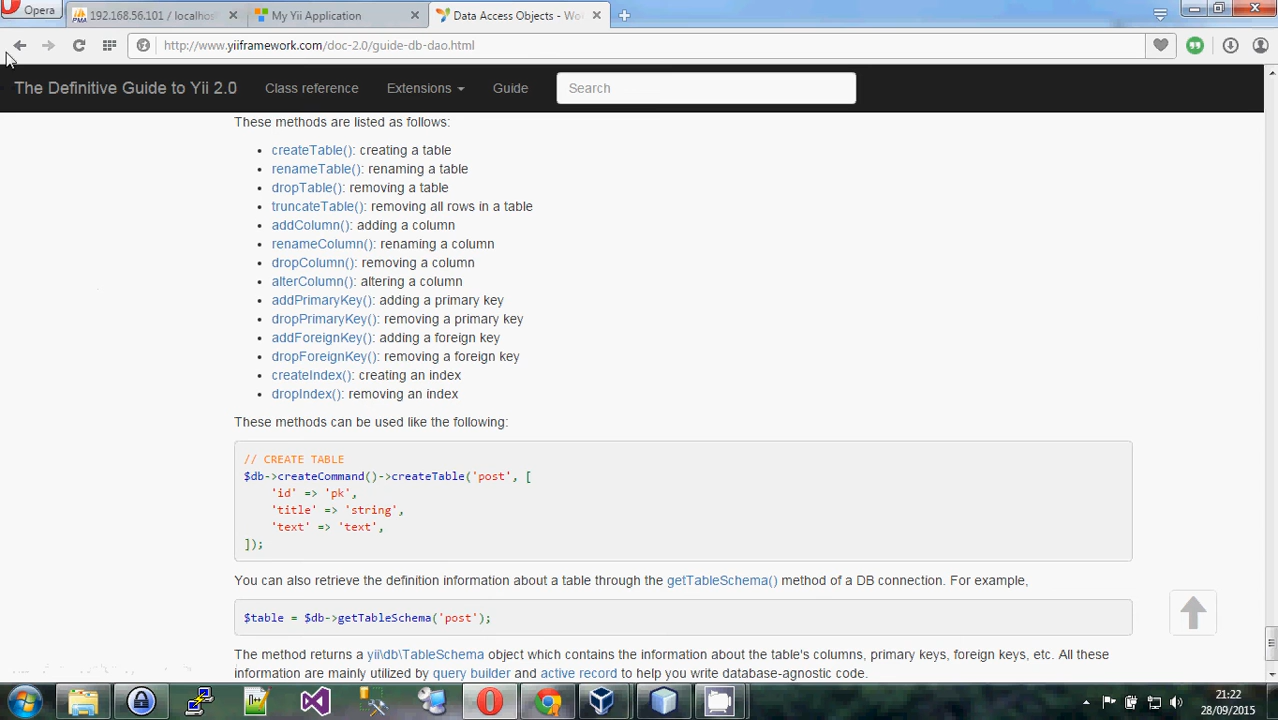 Opera
192.168.56.101 / localhos
My Yii Application
Data Access Objects - Wo
http://www.yiiframework.com/doc-2.0/guide-db-dao.html
The Definitive Guide to Yii 2.0
Class reference
Extensions
Guide
Search
These methods are listed as follows:
createTable(): creating a table
renameTable(): renaming a table
dropTable(): removing a table
truncateTable(): removing all rows in a table
addColumn(): adding a column
renameColumn(): renaming a column
dropColumn(): removing a column
alterColumn(): altering a column
addPrimaryKey(): adding a primary key
dropPrimaryKey(): removing a primary key
addForeignKey(): adding a foreign key
dropForeignKey(): removing a foreign key
createIndex(): creating an index
dropIndex(): removing an index
These methods can be used like the following:
// CREATE TABLE
$db->createCommand()->createTable('post', [
'id' => 'pk',
'title' => 'string',
'text' => 'text',
]);
You can also retrieve the definition information about a table through the getTableSchema() method of a DB connection. For example,
$table = $db->getTableSchema('post');
The method returns a yii\db\TableSchema object which contains the information about the table's columns, primary keys, foreign keys, etc. All these
information are mainly utilized by query builder and active record to help you write database-agnostic code.
21:22
28/09/2015